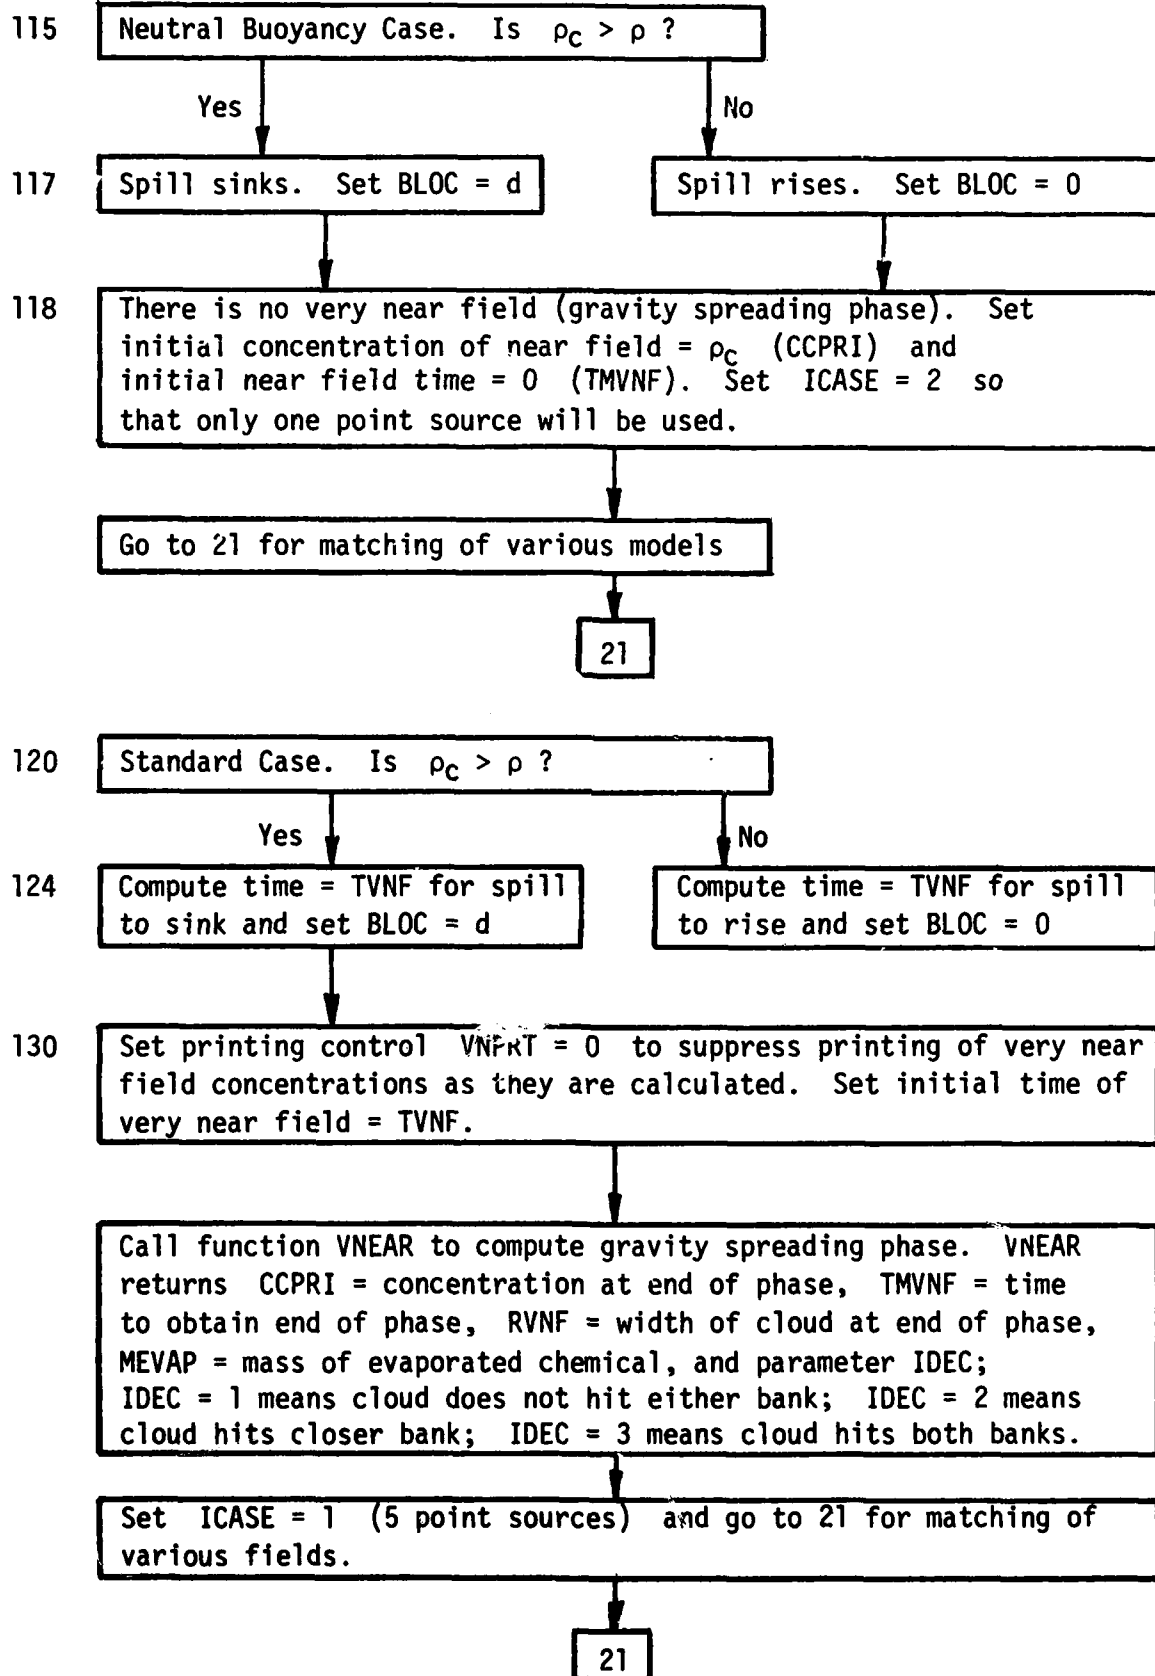 115 Neutral Buoyancy Case. Is ρc > ρ ?
Yes No
117 Spill sinks. Set BLOC = d Spill rises. Set BLOC = 0
118 There is no very near field (gravity spreading phase). Set
initial concentration of near field = ρc (CCPRI) and
initial near field time = 0 (TMVNF). Set ICASE = 2 so
that only one point source will be used.
Go to 21 for matching of various models
21
120 Standard Case. Is ρc > ρ ?
Yes No
124 Compute time = TVNF for spill
to sink and set BLOC = d
Compute time = TVNF for spill
to rise and set BLOC = 0
130 Set printing control VNPRT = 0 to suppress printing of very near
field concentrations as they are calculated. Set initial time of
very near field = TVNF.
Call function VNEAR to compute gravity spreading phase. VNEAR
returns CCPRI = concentration at end of phase, TMVNF = time
to obtain end of phase, RVNF = width of cloud at end of phase,
MEVAP = mass of evaporated chemical, and parameter IDEC;
IDEC = 1 means cloud does not hit either bank; IDEC = 2 means
cloud hits closer bank; IDEC = 3 means cloud hits both banks.
Set ICASE = 1 (5 point sources) and go to 21 for matching of
various fields.
21